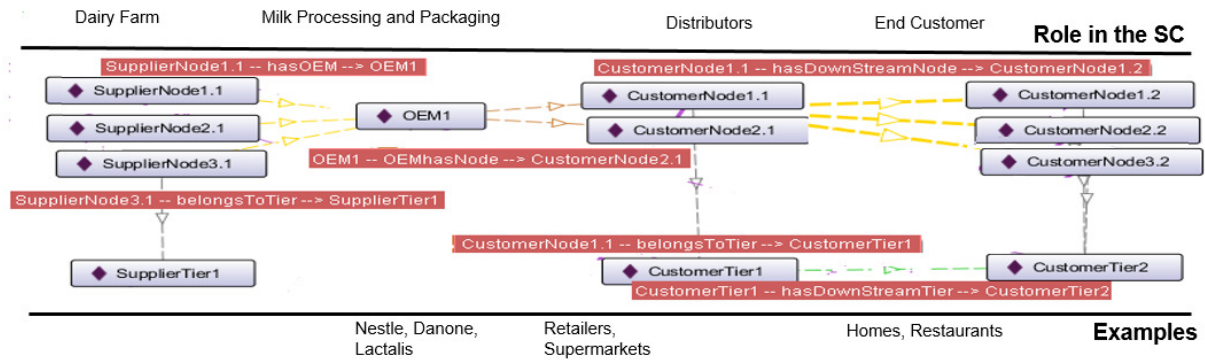 Dairy Farm
Milk Processing and Packaging
Distributors
End Customer
Role in the SC
SupplierNode1.1 -- hasOEM --> OEM1
CustomerNode1.1 -- hasDownStreamNode --> CustomerNode1.2
SupplierNode1.1
OEM1
CustomerNode1.1
CustomerNode1.2
SupplierNode2.1
CustomerNode2.1
CustomerNode2.2
SupplierNode3.1
OEM1 -- OEMhasNode --> CustomerNode2.1
CustomerNode3.2
SupplierNode3.1 -- belongsToTier --> SupplierTier1
CustomerNode1.1 -- belongsToTier --> CustomerTier1
SupplierTier1
CustomerTier1
CustomerTier2
CustomerTier1 -- hasDownStreamTier --> CustomerTier2
Nestle, Danone,
Lactalis
Retailers,
Supermarkets
Homes, Restaurants
Examples